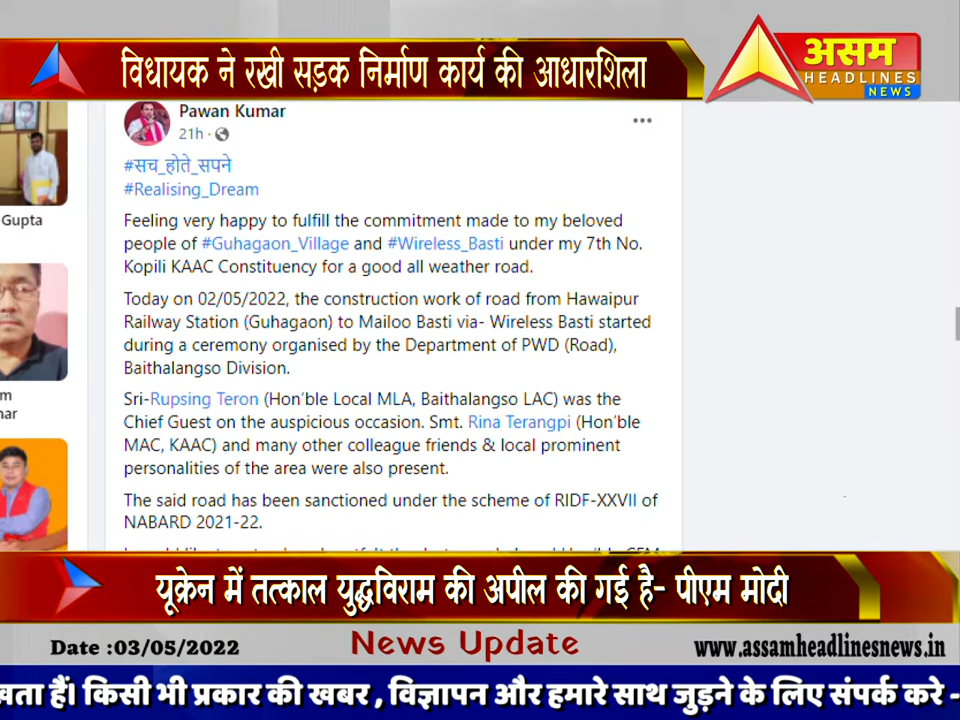 विधायक ने रखी सड़क निर्माण कार्य की आधारशिला
असम
HEADLINES
NEWS
Pawan Kumar
21h ·
Gupta
#सच_होते_सपने
#Realising_Dream
Feeling very happy to fulfill the commitment made to my beloved
people of #Guhagaon_Village and #Wireless_Basti under my 7th No.
Kopili KAAC Constituency for a good all weather road.
Today on 02/05/2022, the construction work of road from Hawaipur
Railway Station (Guhagaon) to Mailoo Basti via- Wireless Basti started
during a ceremony organised by the Department of PWD (Road),
Baithalangso Division.
Sri-Rupsing Teron (Hon'ble Local MLA, Baithalangso LAC) was the
Chief Guest on the auspicious occasion. Smt. Rina Terangpi (Hon'ble
MAC, KAAC) and many other colleague friends & local prominent
personalities of the area were also present.
The said road has been sanctioned under the scheme of RIDF-XXVII of
NABARD 2021-22.
यूक्रेन में तत्काल युद्धविराम की अपील की गई है- पीएम मोदी
Date :03/05/2022
News Update
www.assamheadlinesnews.in
हैं। किसी भी प्रकार की खबर , विज्ञापन और हमारे साथ जुड़ने के लिए संपर्क करे -